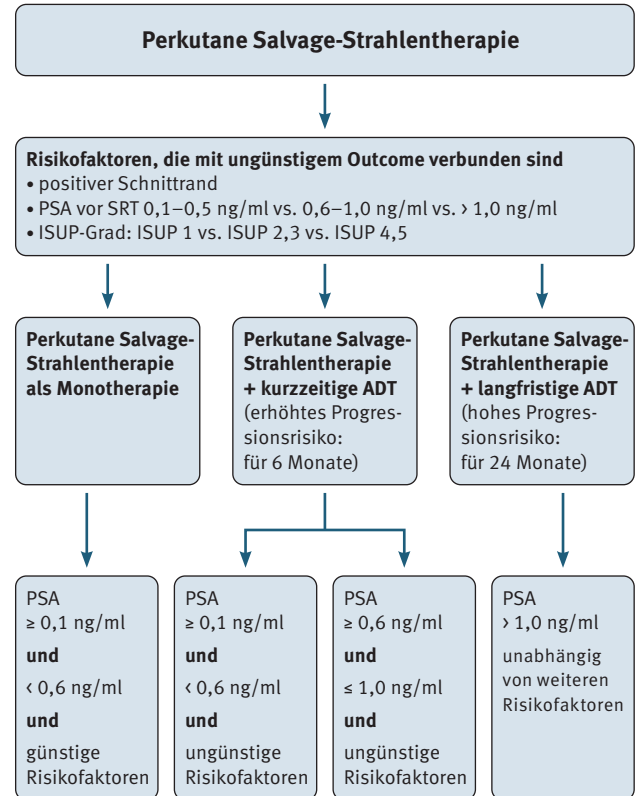 Perkutane Salvage-Strahlentherapie
Risikofaktoren, die mit ungünstigem Outcome verbunden sind
• positiver Schnittrand
• PSA vor SRT 0,1–0,5 ng/ml vs. 0,6–1,0 ng/ml vs. > 1,0 ng/ml
• ISUP-Grad: ISUP 1 vs. ISUP 2,3 vs. ISUP 4,5
Perkutane Salvage-
Strahlentherapie
als Monotherapie
Perkutane Salvage-
Strahlentherapie
+ kurzzeitige ADT
(erhöhtes Progres-
sionsrisiko:
für 6 Monate)
Perkutane Salvage-
Strahlentherapie
+ langfristige ADT
(hohes Progres-
sionsrisiko:
für 24 Monate)
PSA
≥ 0,1 ng/ml
und
< 0,6 ng/ml
und
günstige
Risikofaktoren
PSA
≥ 0,1 ng/ml
und
< 0,6 ng/ml
und
ungünstige
Risikofaktoren
PSA
≥ 0,6 ng/ml
und
≤ 1,0 ng/ml
und
ungünstige
Risikofaktoren
PSA
> 1,0 ng/ml
unabhängig
von weiteren
Risikofaktoren